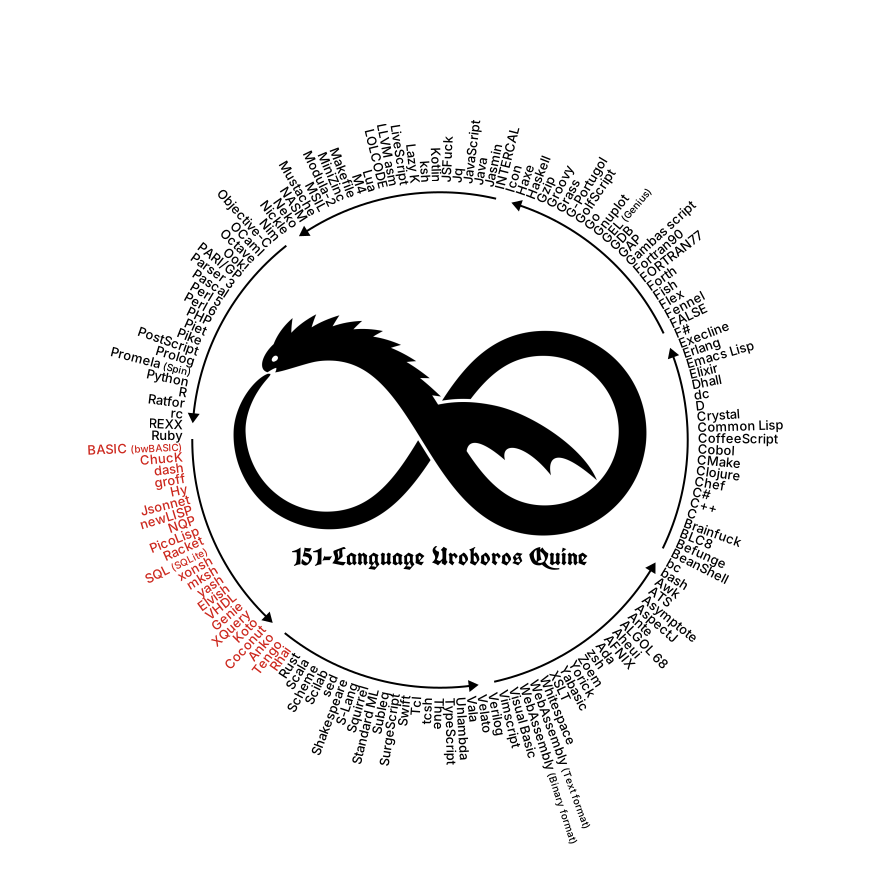 Ruby
BASIC (bwBASIC)
ChucK
dash
groff
Hy
Jsonnet
newLISP
NQP
PicoLisp
Racket
SQL (SQLite)
xonsh
mksh
yash
Elvish
VHDL
Genie
XQuery
Koto
Coconut
Anko
Tengo
Rhai
Rust
Scala
Scheme
Scilab
sed
Shakespeare
S-Lang
Squirrel
Standard ML
Subleq
SurgeScript
Swift
Tcl
tcsh
Thue
TypeScript
Unlambda
Vala
Velato
Verilog
Vimscript
Visual Basic
WebAssembly (Binary format)
WebAssembly (Text format)
Whitespace
XSLT
Yabasic
Yorick
Zoem
zsh
Ada
AFNIX
Aheui
ALGOL 68
Ante
AspectJ
Asymptote
ATS
Awk
bash
bc
BeanShell
Befunge
BLC8
Brainfuck
C
C++
C#
Chef
Clojure
CMake
Cobol
CoffeeScript
Common Lisp
Crystal
D
dc
Dhall
Elixir
Emacs Lisp
Erlang
Execline
F#
FALSE
Fennel
Flex
Fish
Forth
FORTRAN77
Fortran90
Gambas script
GAP
GDB
GEL (Genius)
Gnuplot
Go
GolfScript
G-Portugol
Grass
Groovy
Gzip
Haskell
Haxe
Icon
INTERCAL
Jasmin
Java
JavaScript
Jq
JSFuck
Kotlin
ksh
Lazy K
LiveScript
LLVM asm
LOLCODE
Lua
M4
Makefile
MiniZinc
Modula-2
MSIL
Mustache
NASM
Neko
Nickle
Nim
Objective-C
OCaml
Octave
Ook!
PARI/GP
Parser 3
Pascal
Perl 5
Perl 6
PHP
Piet
Pike
PostScript
Prolog
Promela (Spin)
Python
R
Ratfor
rc
REXX
151-Language Uroboros Quine